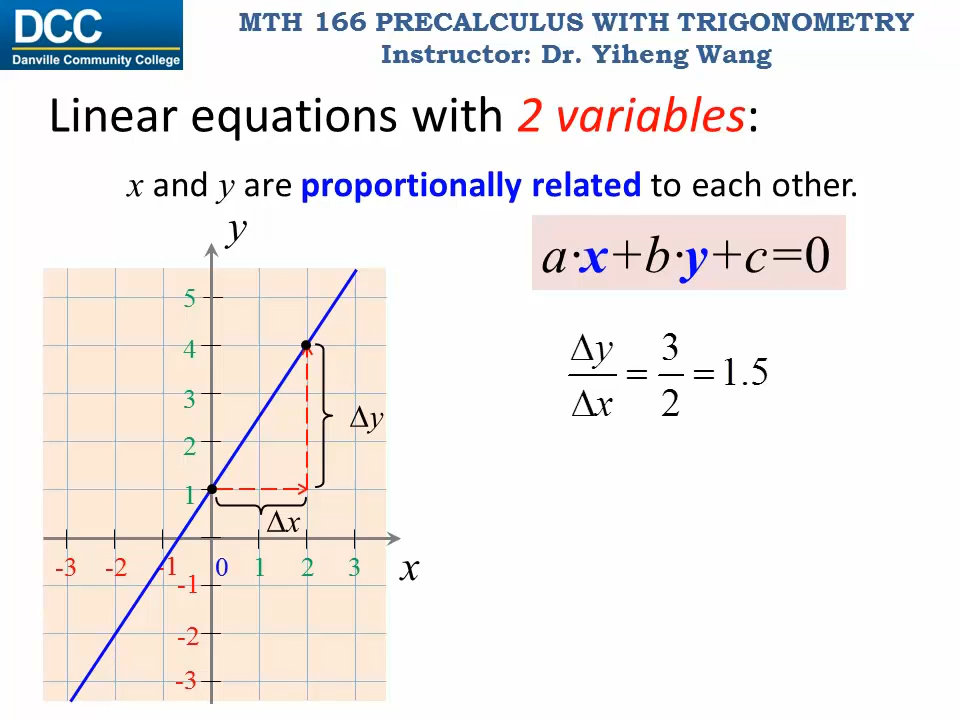 DCC
Danville Community College
MTH 166 PRECALCULUS WITH TRIGONOMETRY
Instructor: Dr. Yiheng Wang
Linear equations with 2 variables:
x and y are proportionally related to each other.
y
a·x+b·y+c=0
5
4
3
2
1
Δy
Δx
Δy/Δx = 3/2 = 1.5
-3 -2 -1 0 1 2 3
x
-1
-2
-3